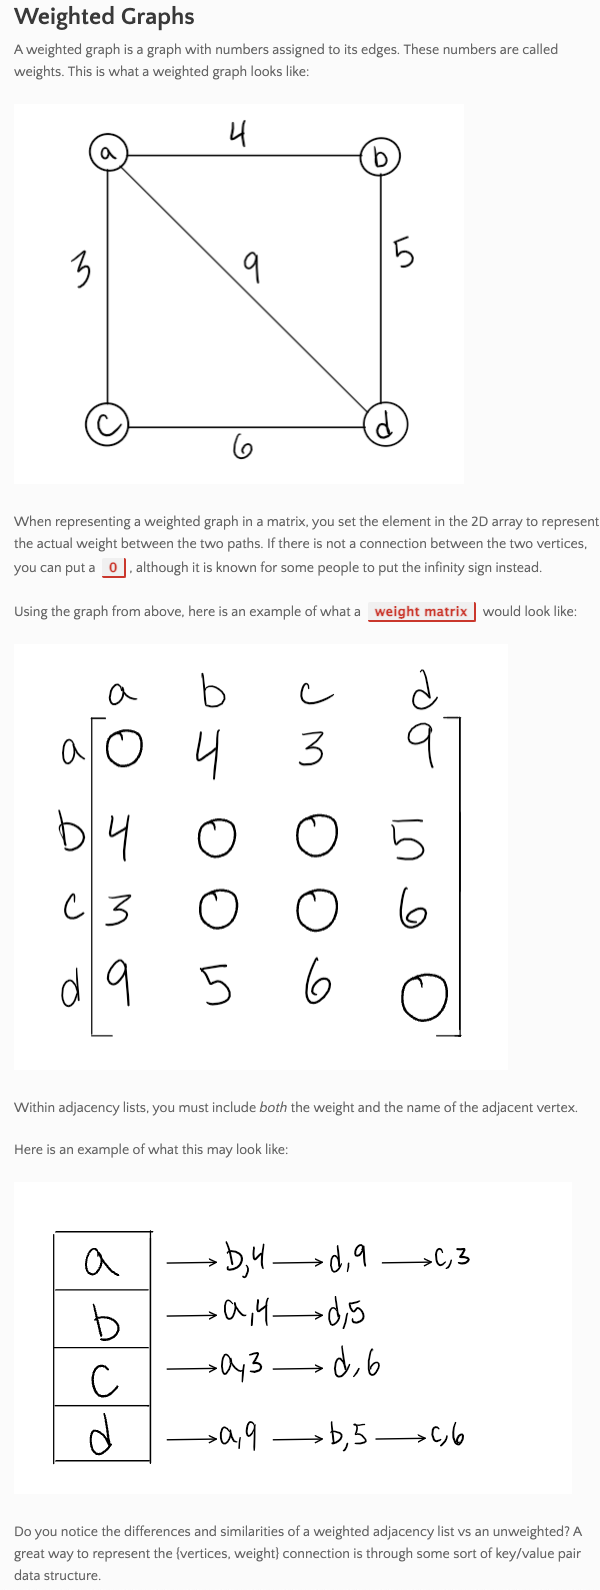 Weighted Graphs
A weighted graph is a graph with numbers assigned to its edges. These numbers are called
weights. This is what a weighted graph looks like:
4
a
b
3
9
5
c
d
6
When representing a weighted graph in a matrix, you set the element in the 2D array to represent
the actual weight between the two paths. If there is not a connection between the two vertices,
you can put a 0 , although it is known for some people to put the infinity sign instead.
Using the graph from above, here is an example of what a weight matrix would look like:
a b c d
a 0 4 3 9
b 4 0 0 5
c 3 0 0 6
d 9 5 6 0
Within adjacency lists, you must include both the weight and the name of the adjacent vertex.
Here is an example of what this may look like:
a → b,4 → d,9 → c,3
b → a,4 → d,5
c → a,3 → d,6
d → a,9 → b,5 → c,6
Do you notice the differences and similarities of a weighted adjacency list vs an unweighted? A
great way to represent the {vertices, weight} connection is through some sort of key/value pair
data structure.